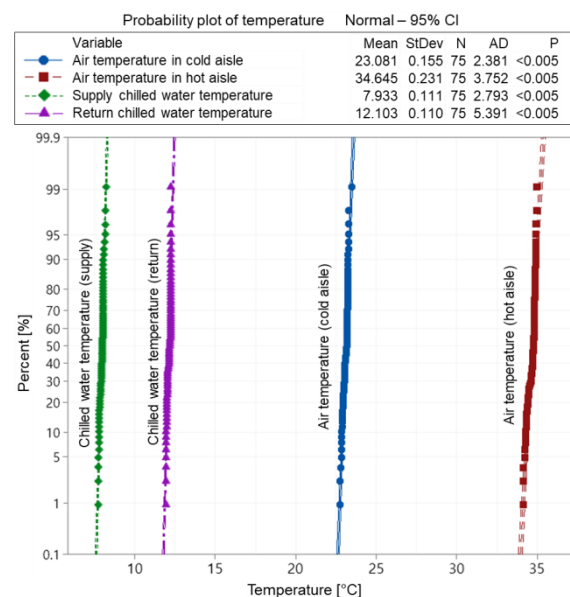 Probability plot of temperature Normal – 95% CI
Variable Mean StDev N AD P
Air temperature in cold aisle 23.081 0.155 75 2.381 <0.005
Air temperature in hot aisle 34.645 0.231 75 3.752 <0.005
Supply chilled water temperature 7.933 0.111 75 2.793 <0.005
Return chilled water temperature 12.103 0.110 75 5.391 <0.005
99.9
99
95
90
80
70
60
50
40
30
20
10
5
1
0.1
Percent [%]
Chilled water temperature (supply)
Chilled water temperature (return)
Air temperature (cold aisle)
Air temperature (hot aisle)
10 15 20 25 30 35
Temperature [°C]